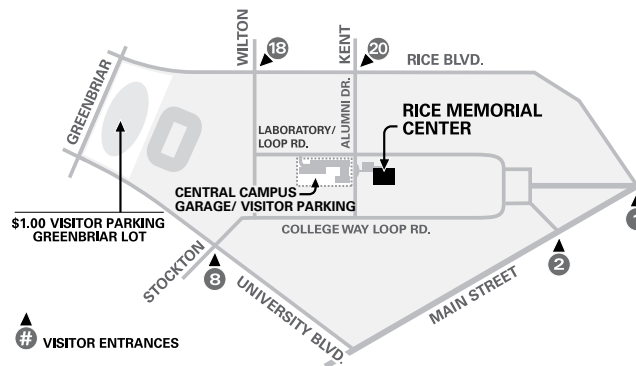 WILTON
18
KENT
20
RICE BLVD.
GREENBRIAR
ALUMNI DR.
RICE MEMORIAL
CENTER
LABORATORY/
LOOP RD.
CENTRAL CAMPUS
GARAGE/ VISITOR PARKING
$1.00 VISITOR PARKING
GREENBRIAR LOT
COLLEGE WAY LOOP RD.
1
STOCKTON
8
2
UNIVERSITY BLVD.
MAIN STREET
# VISITOR ENTRANCES